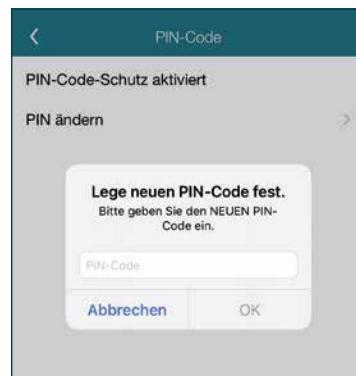 PIN-Code
PIN-Code-Schutz aktiviert
PIN ändern
Lege neuen PIN-Code fest.
Bitte geben Sie den NEUEN PIN-
Code ein.
PIN-Code
Abbrechen
OK